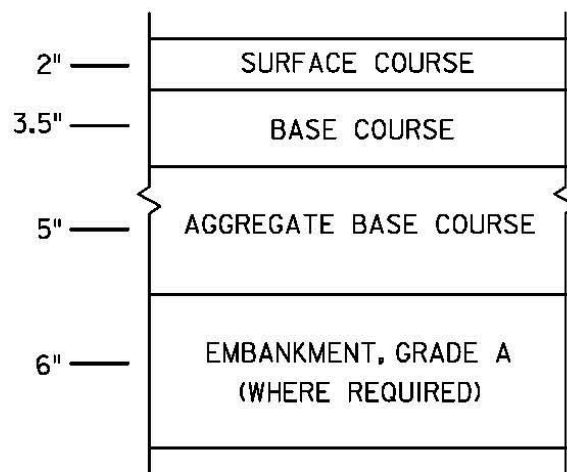 2" SURFACE COURSE
3.5" BASE COURSE
5" AGGREGATE BASE COURSE
6" EMBANKMENT, GRADE A
(WHERE REQUIRED)